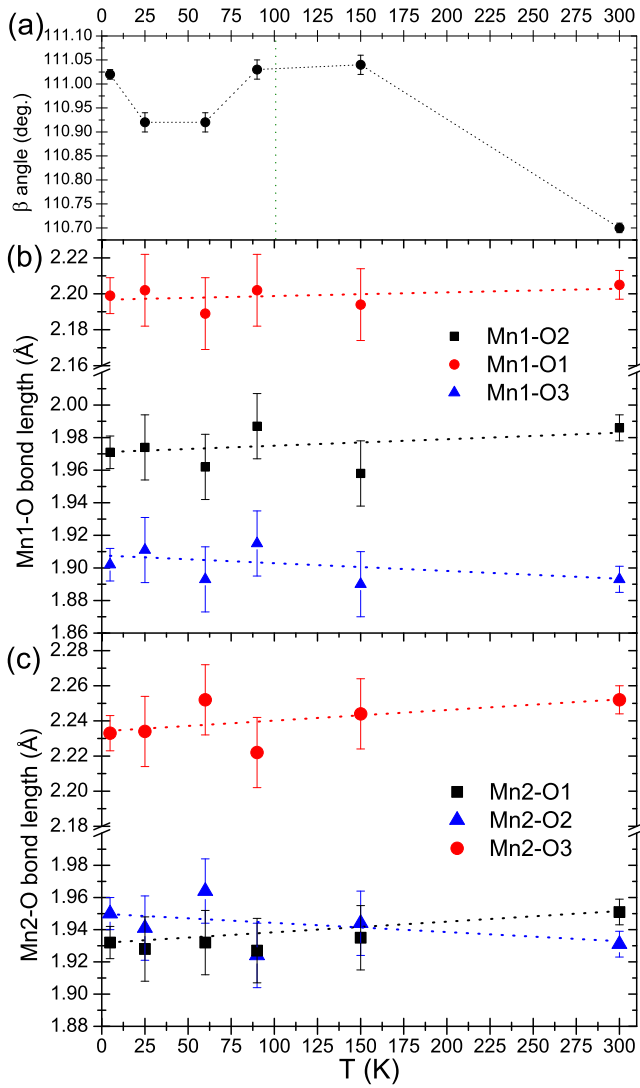 (a)
0 25 50 75 100 125 150 175 200 225 250 275 300
111.10
111.05
111.00
110.95
110.90
110.85
110.80
110.75
110.70
β angle (deg.)
(b)
2.22
2.20
2.18
2.16
2.00
1.98
1.96
1.94
1.92
1.90
1.88
1.86
Mn1-O bond length (Å)
Mn1-O2
Mn1-O1
Mn1-O3
(c)
2.28
2.26
2.24
2.22
2.20
2.18
1.98
1.96
1.94
1.92
1.90
1.88
Mn2-O bond length (Å)
Mn2-O1
Mn2-O2
Mn2-O3
0 25 50 75 100 125 150 175 200 225 250 275 300
T (K)